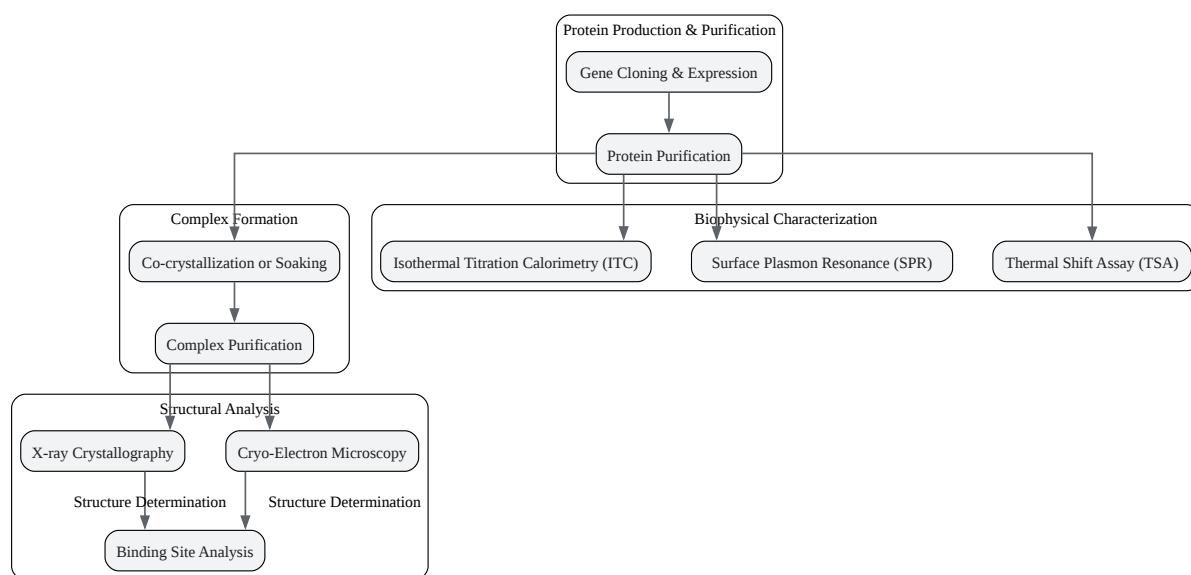 Protein Production & Purification
Gene Cloning & Expression
Protein Purification
Complex Formation
Biophysical Characterization
Co-crystallization or Soaking
Isothermal Titration Calorimetry (ITC)
Surface Plasmon Resonance (SPR)
Thermal Shift Assay (TSA)
Complex Purification
Structural Analysis
X-ray Crystallography
Cryo-Electron Microscopy
Structure Determination
Structure Determination
Binding Site Analysis